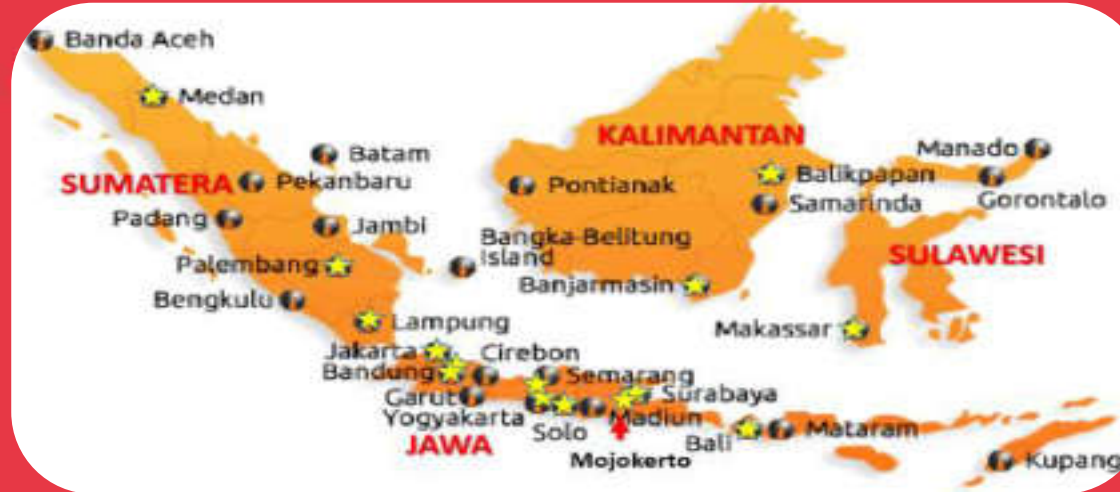 Banda Aceh
Medan
KALIMANTAN
Manado
Batam
SUMATERA
Pekanbaru
Pontianak
Balikpapan
Gorontalo
Samarinda
Padang
Jambi
Bangka-Belitung
Island
SULAWESI
Palembang
Banjarmasin
Bengkulu
Lampung
Makassar
Jakarta
Cirebon
Bandung
Semarang
Garut
Surabaya
Yogyakarta
Madiun
Solo
JAWA
Bali
Mataram
Mojokerto
Kupang